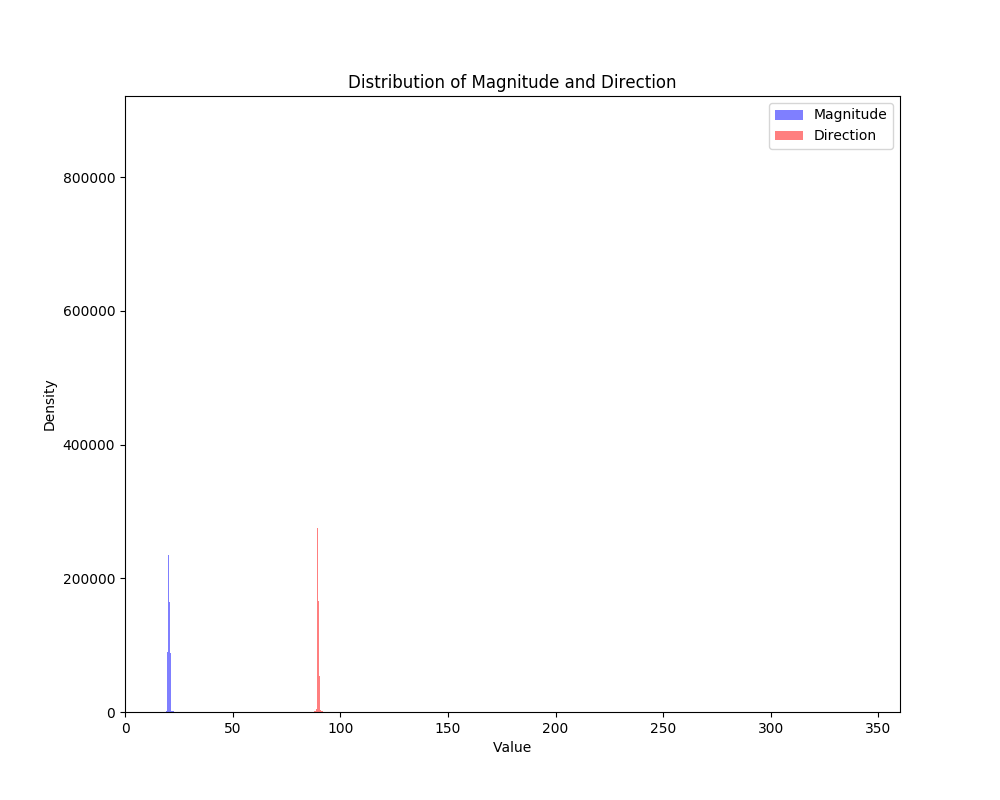 Distribution of Magnitude and Direction
Magnitude
Direction
800000
600000
400000
200000
0
Density
0 50 100 150 200 250 300 350
Value